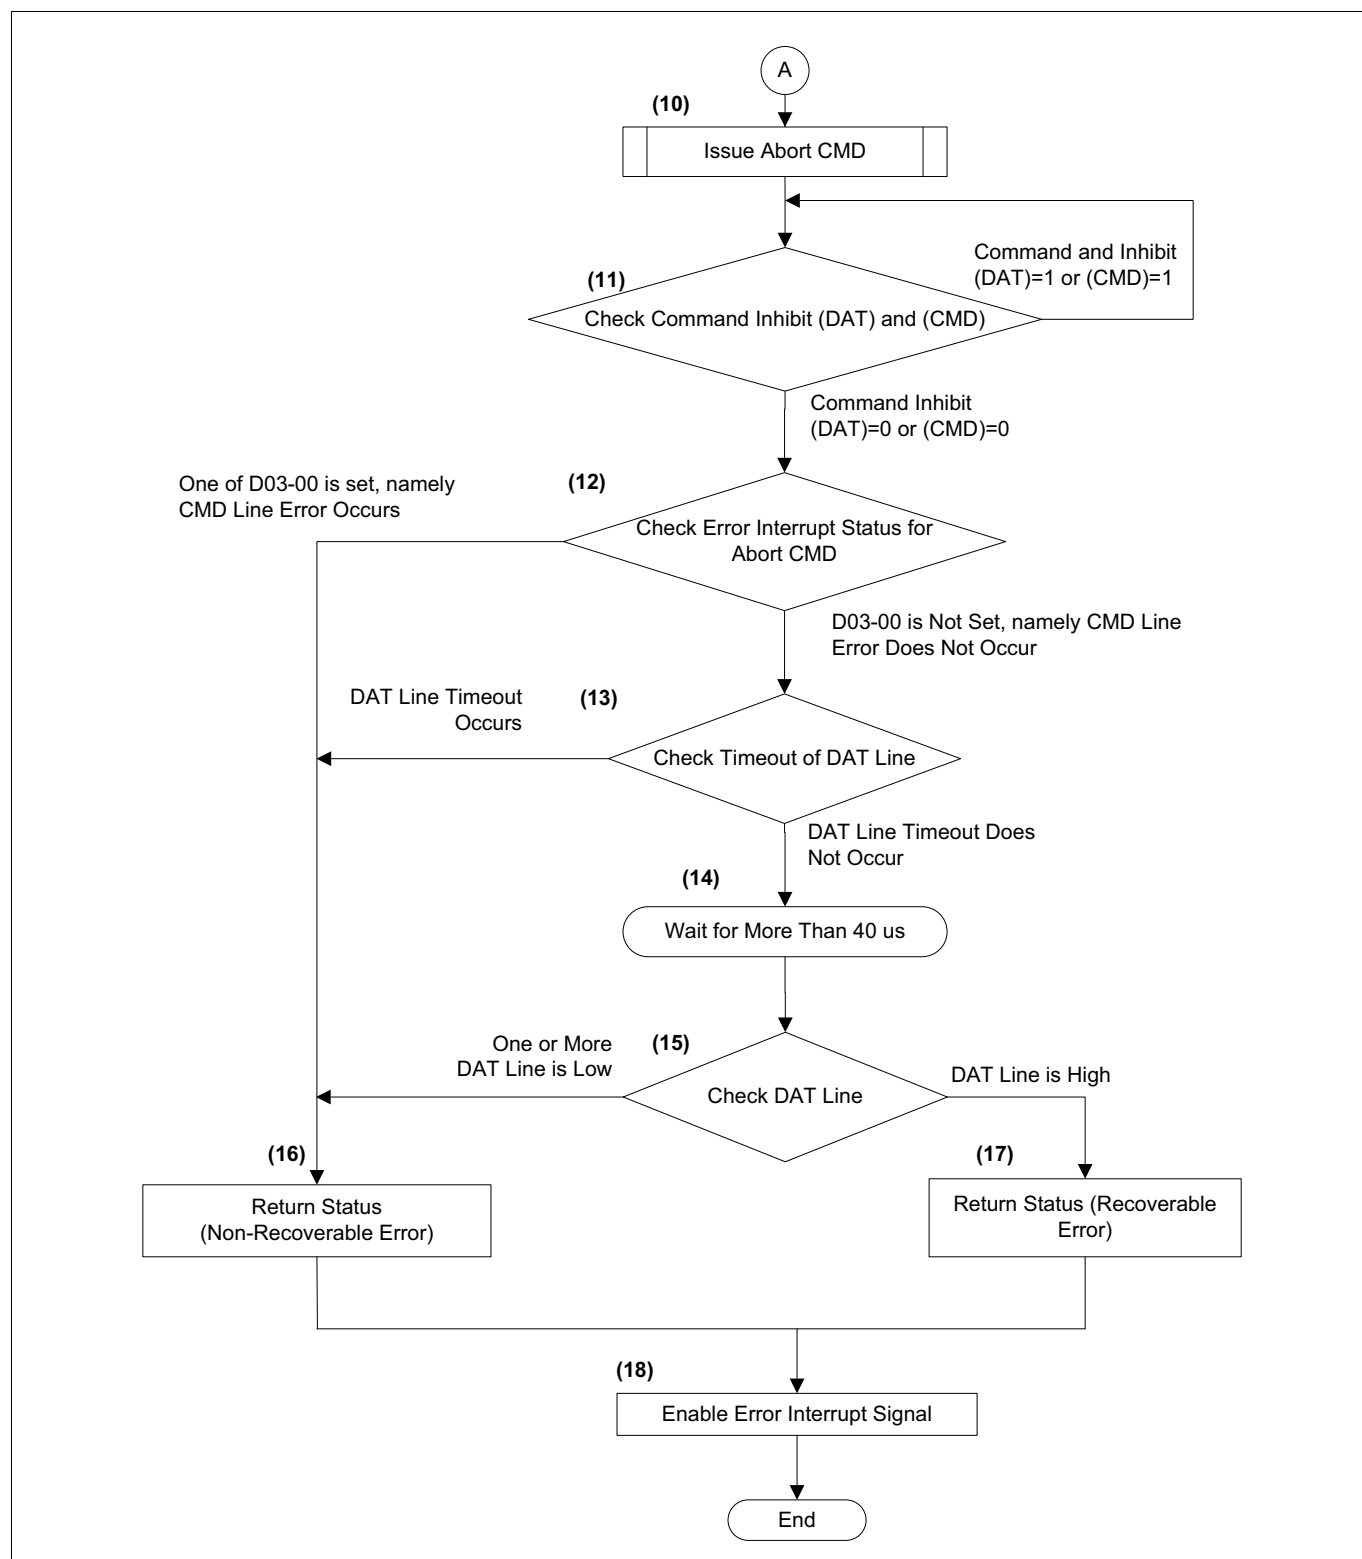 A
(10)
Issue Abort CMD
Command and Inhibit
(DAT)=1 or (CMD)=1
(11)
Check Command Inhibit (DAT) and (CMD)
Command Inhibit
(DAT)=0 or (CMD)=0
One of D03-00 is set, namely
CMD Line Error Occurs
(12)
Check Error Interrupt Status for
Abort CMD
D03-00 is Not Set, namely CMD Line
Error Does Not Occur
DAT Line Timeout
Occurs
(13)
Check Timeout of DAT Line
DAT Line Timeout Does
Not Occur
(14)
Wait for More Than 40 us
One or More
DAT Line is Low
(15)
Check DAT Line
DAT Line is High
(16)
Return Status
(Non-Recoverable Error)
(17)
Return Status (Recoverable
Error)
(18)
Enable Error Interrupt Signal
End